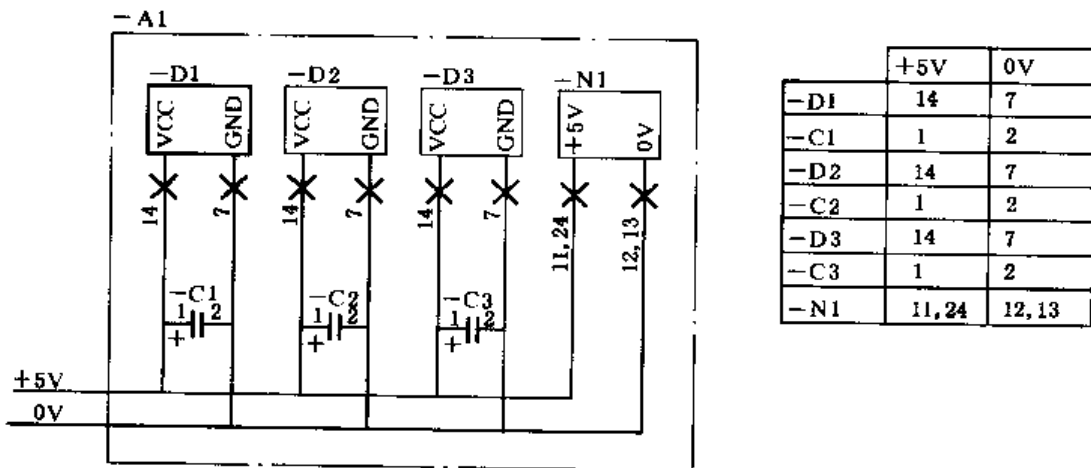 -A1
-D1 -D2 -D3 -N1
VCC GND VCC GND VCC GND +5V 0V
14 7 14 7 14 7 11,24 12,13
-C1 -C2 -C3
1 2 1 2 1 2
+ + +
+5V
0V
+5V 0V
-D1 14 7
-C1 1 2
-D2 14 7
-C2 1 2
-D3 14 7
-C3 1 2
-N1 11,24 12,13